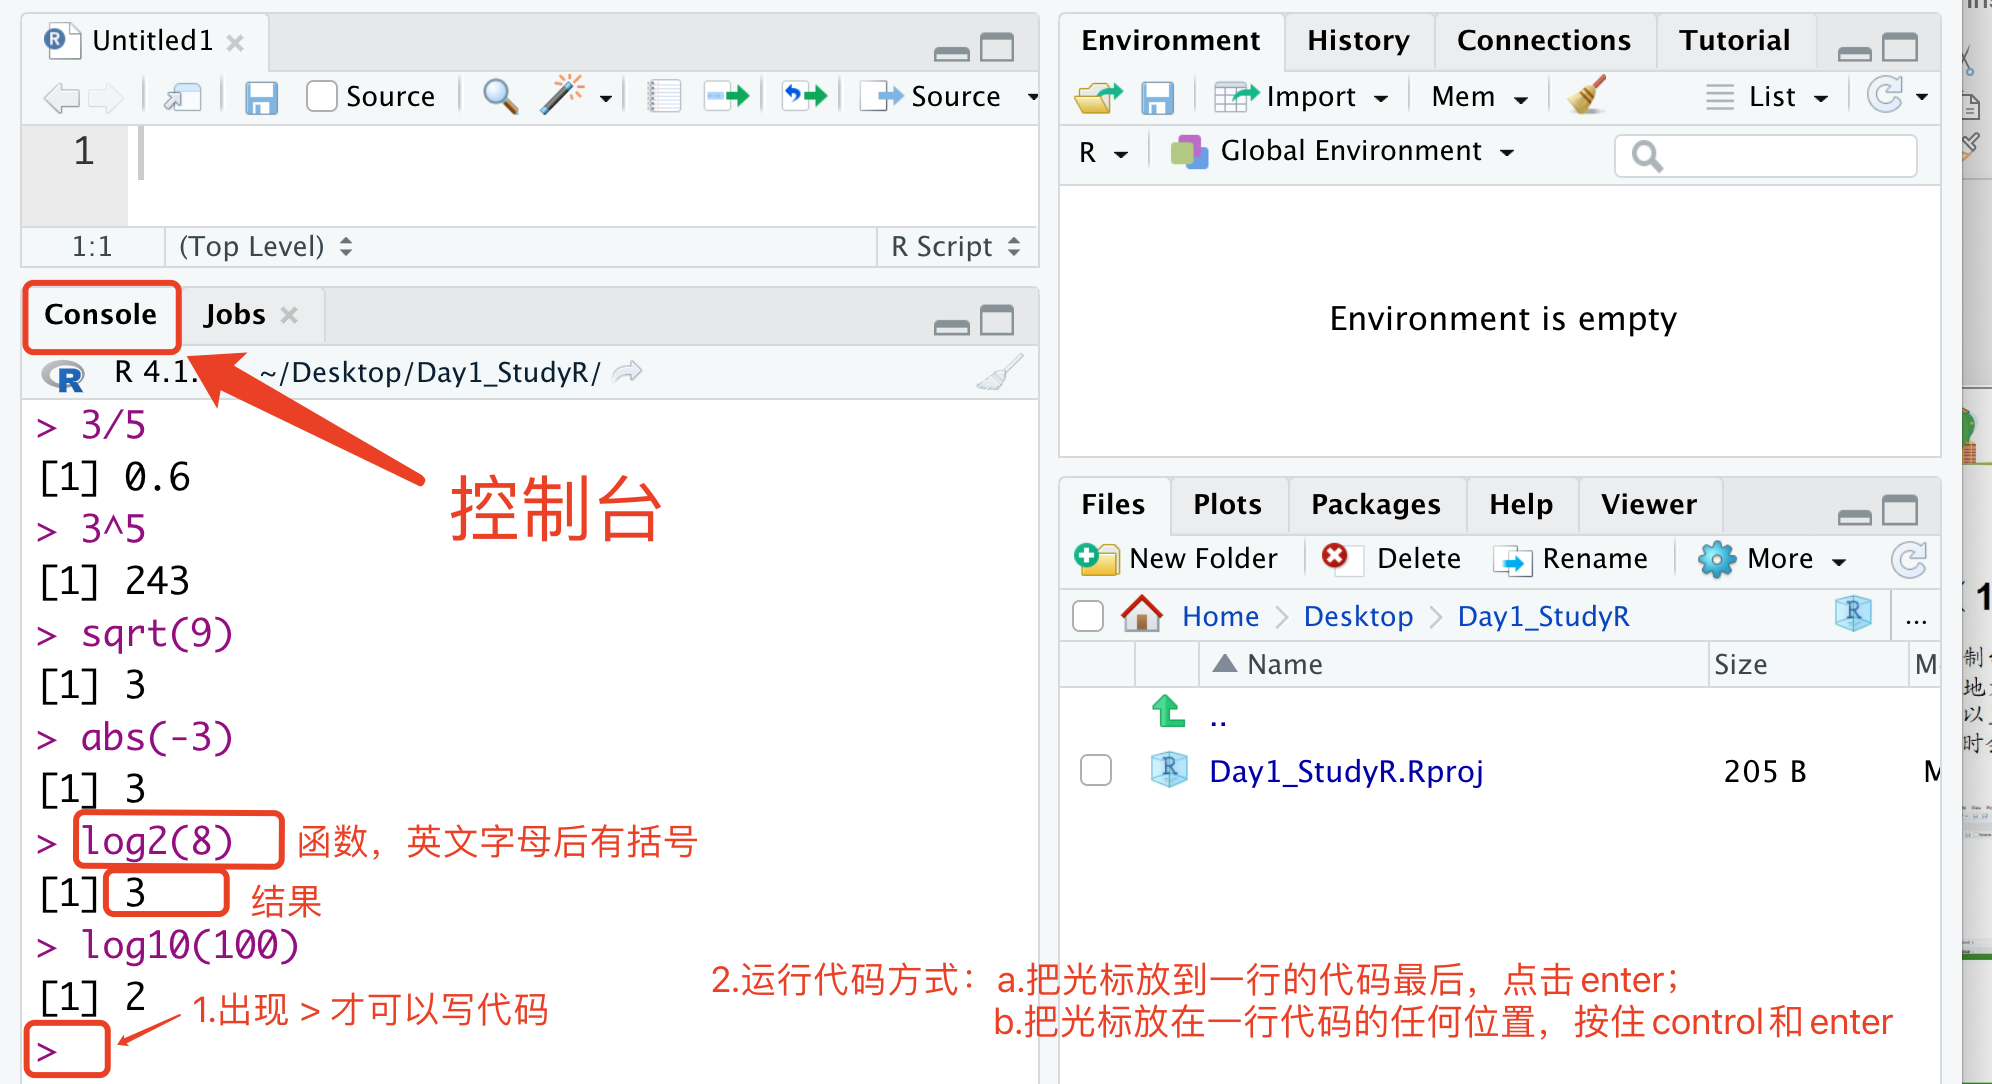 Untitled1
Source
Source
1
1:1
(Top Level)
R Script
Console
Jobs
R 4.1.
~/Desktop/Day1_StudyR/
> 3/5
[1] 0.6
> 3^5
[1] 243
> sqrt(9)
[1] 3
> abs(-3)
[1] 3
> log2(8)
[1] 3
> log10(100)
[1] 2
>
控制台
函数，英文字母后有括号
结果
1.出现 > 才可以写代码
2.运行代码方式：a.把光标放到一行的代码最后，点击 enter；
b.把光标放在一行代码的任何位置，按住 control 和 enter
Environment
History
Connections
Tutorial
Import
Mem
List
R
Global Environment
Environment is empty
Files
Plots
Packages
Help
Viewer
New Folder
Delete
Rename
More
Home
Desktop
Day1_StudyR
...
Name
Size
M
..
Day1_StudyR.Rproj
205 B
M
1
制
地
以
时